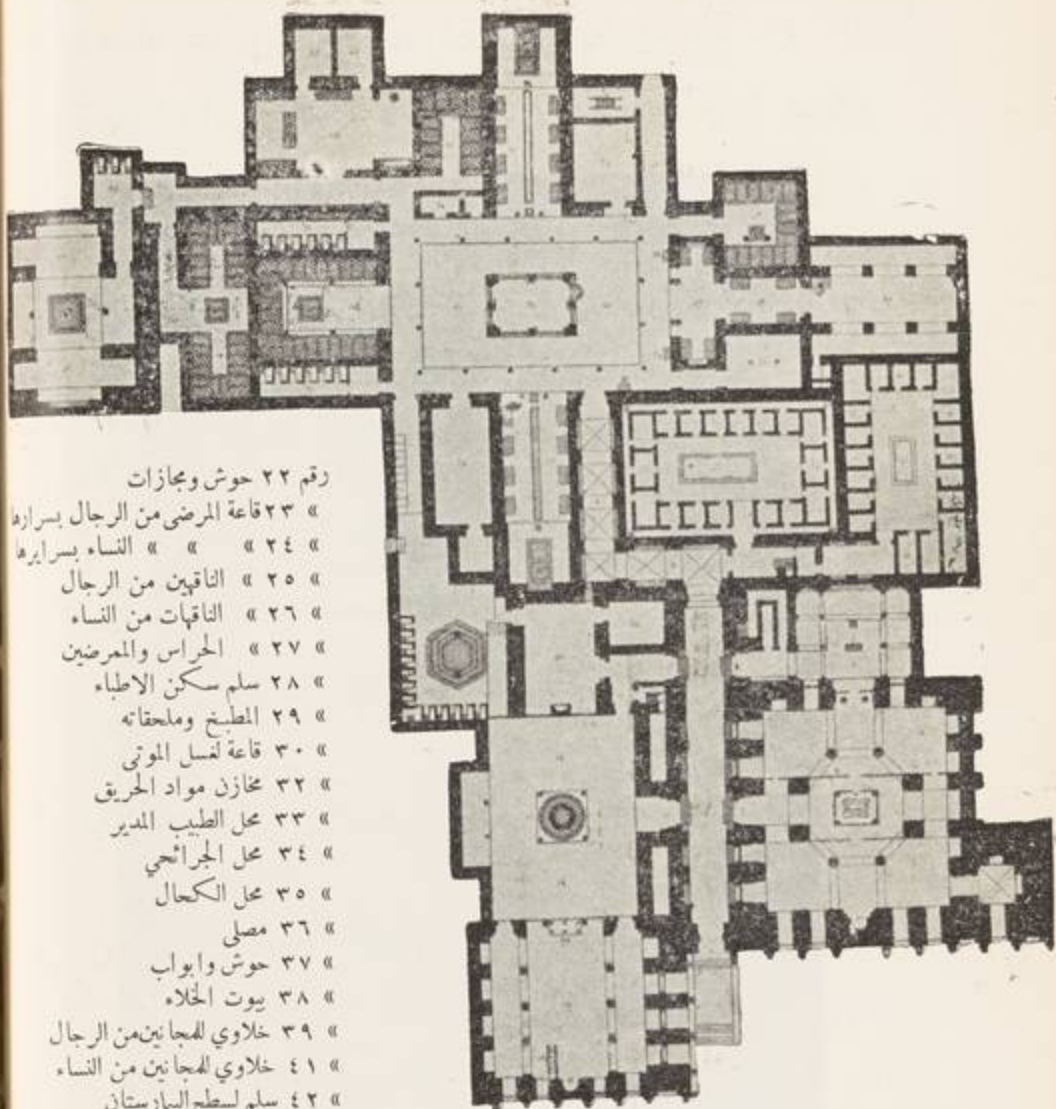 رقم ٢٢ حوش ومجازات
» ٢٣ قاعة المرضى من الرجال بسرارها
» ٢٤ » » النساء بسرايرها
» ٢٥ » الناقهين من الرجال
» ٢٦ » الناقهات من النساء
» ٢٧ » الحراس والممرضين
» ٢٨ سلم سكن الاطباء
» ٢٩ المطبخ وملحقاته
» ٣٠ قاعة لغسل الموتى
» ٣٢ مخازن مواد الحريق
» ٣٣ محل الطبيب المدير
» ٣٤ محل الجرائحي
» ٣٥ محل الكحال
» ٣٦ مصلى
» ٣٧ حوش وابواب
» ٣٨ بيوت الخلاء
» ٣٩ خلاوي للمجانين من الرجال
» ٤١ خلاوي للمجانين من النساء
» ٤٢ سلم لسطح البيمارستان